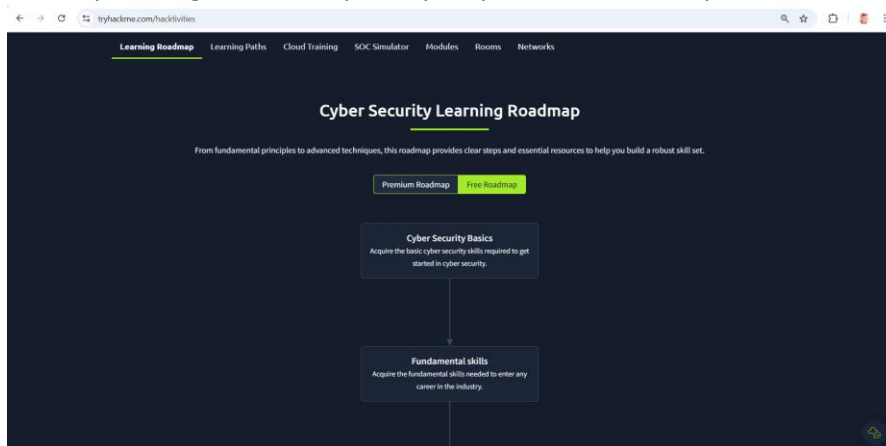 tryhackme.com/hacktivities
Learning Roadmap Learning Paths Cloud Training SOC Simulator Modules Rooms Networks
Cyber Security Learning Roadmap
From fundamental principles to advanced techniques, this roadmap provides clear steps and essential resources to help you build a robust skill set.
Premium Roadmap Free Roadmap
Cyber Security Basics
Acquire the basic cyber security skills required to get
started in cyber security.
Fundamental skills
Acquire the fundamental skills needed to enter any
career in the industry.